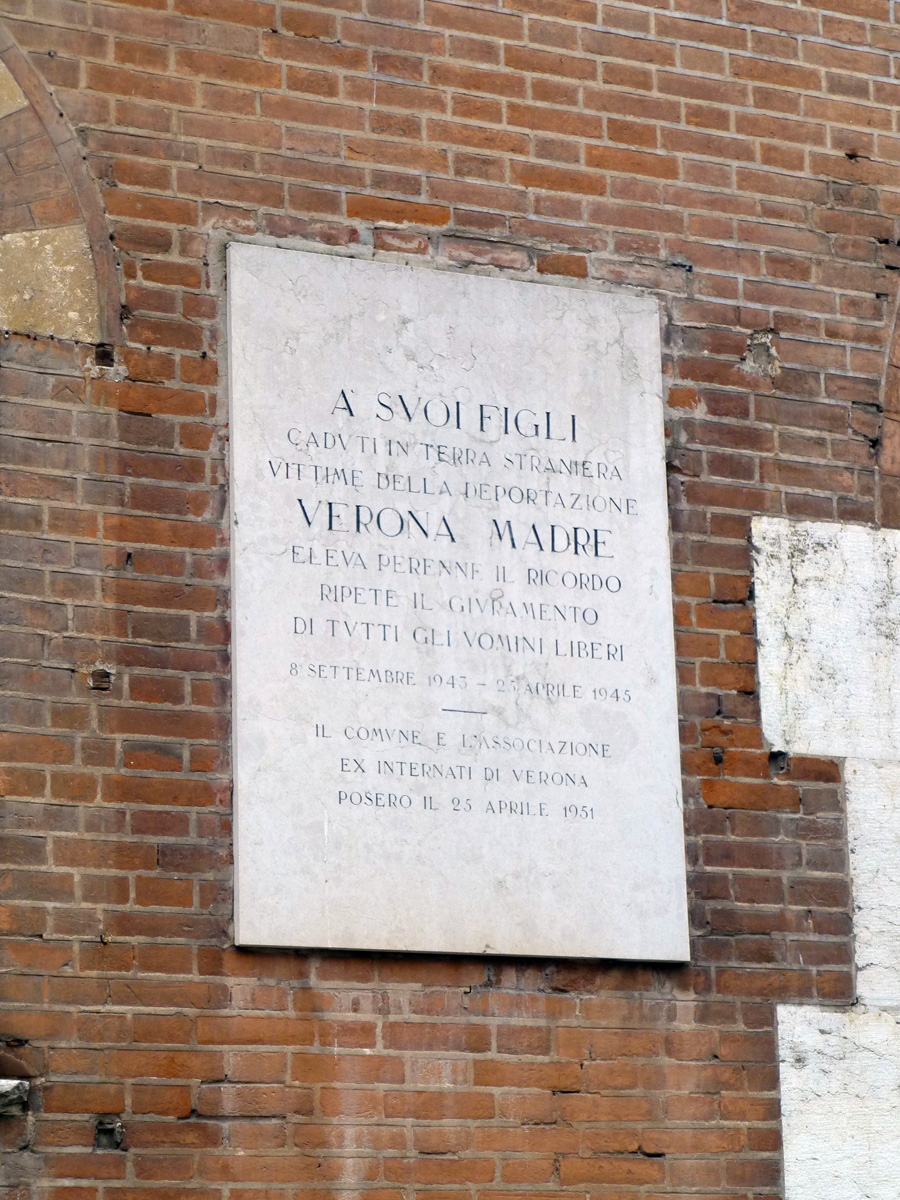 A' SVOI FIGLI
CADVTI IN TERRA STRANIERA
VITTIME DELLA DEPORTAZIONE
VERONA MADRE
ELEVA PERENNE IL RICORDO
RIPETE IL GIVRAMENTO
DI TVTTI GLI VOMINI LIBERI
8 SETTEMBRE 1943 - 25 APRILE 1945
IL COMVNE E L'ASSOCIAZIONE
EX INTERNATI DI VERONA
POSERO IL 25 APRILE 1951